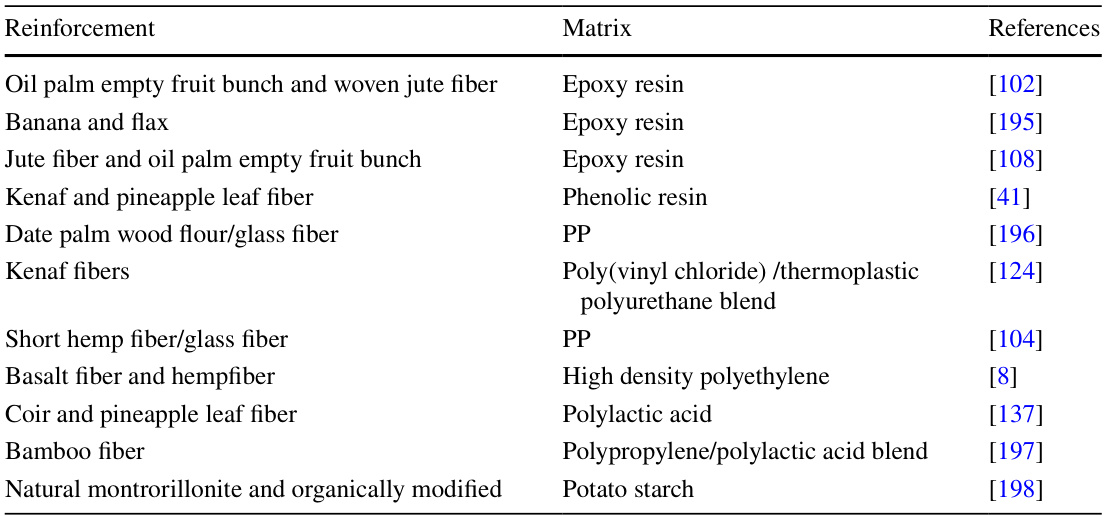 Reinforcement Matrix References
Oil palm empty fruit bunch and woven jute fiber Epoxy resin [102]
Banana and flax Epoxy resin [195]
Jute fiber and oil palm empty fruit bunch Epoxy resin [108]
Kenaf and pineapple leaf fiber Phenolic resin [41]
Date palm wood flour/glass fiber PP [196]
Kenaf fibers Poly(vinyl chloride) /thermoplastic [124]
polyurethane blend
Short hemp fiber/glass fiber PP [104]
Basalt fiber and hempfiber High density polyethylene [8]
Coir and pineapple leaf fiber Polylactic acid [137]
Bamboo fiber Polypropylene/polylactic acid blend [197]
Natural montrorillonite and organically modified Potato starch [198]